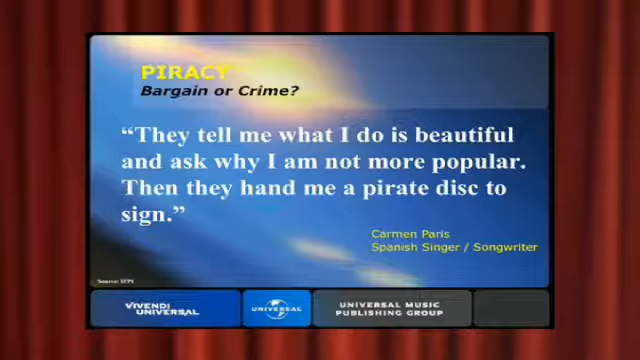 PIRACY
Bargain or Crime?
“They tell me what I do is beautiful
and ask why I am not more popular.
Then they hand me a pirate disc to
sign.”
Carmen Paris
Spanish Singer / Songwriter
Source: IFPI
VIVENDI
UNIVERSAL
UNIVERSAL
UNIVERSAL MUSIC
PUBLISHING GROUP